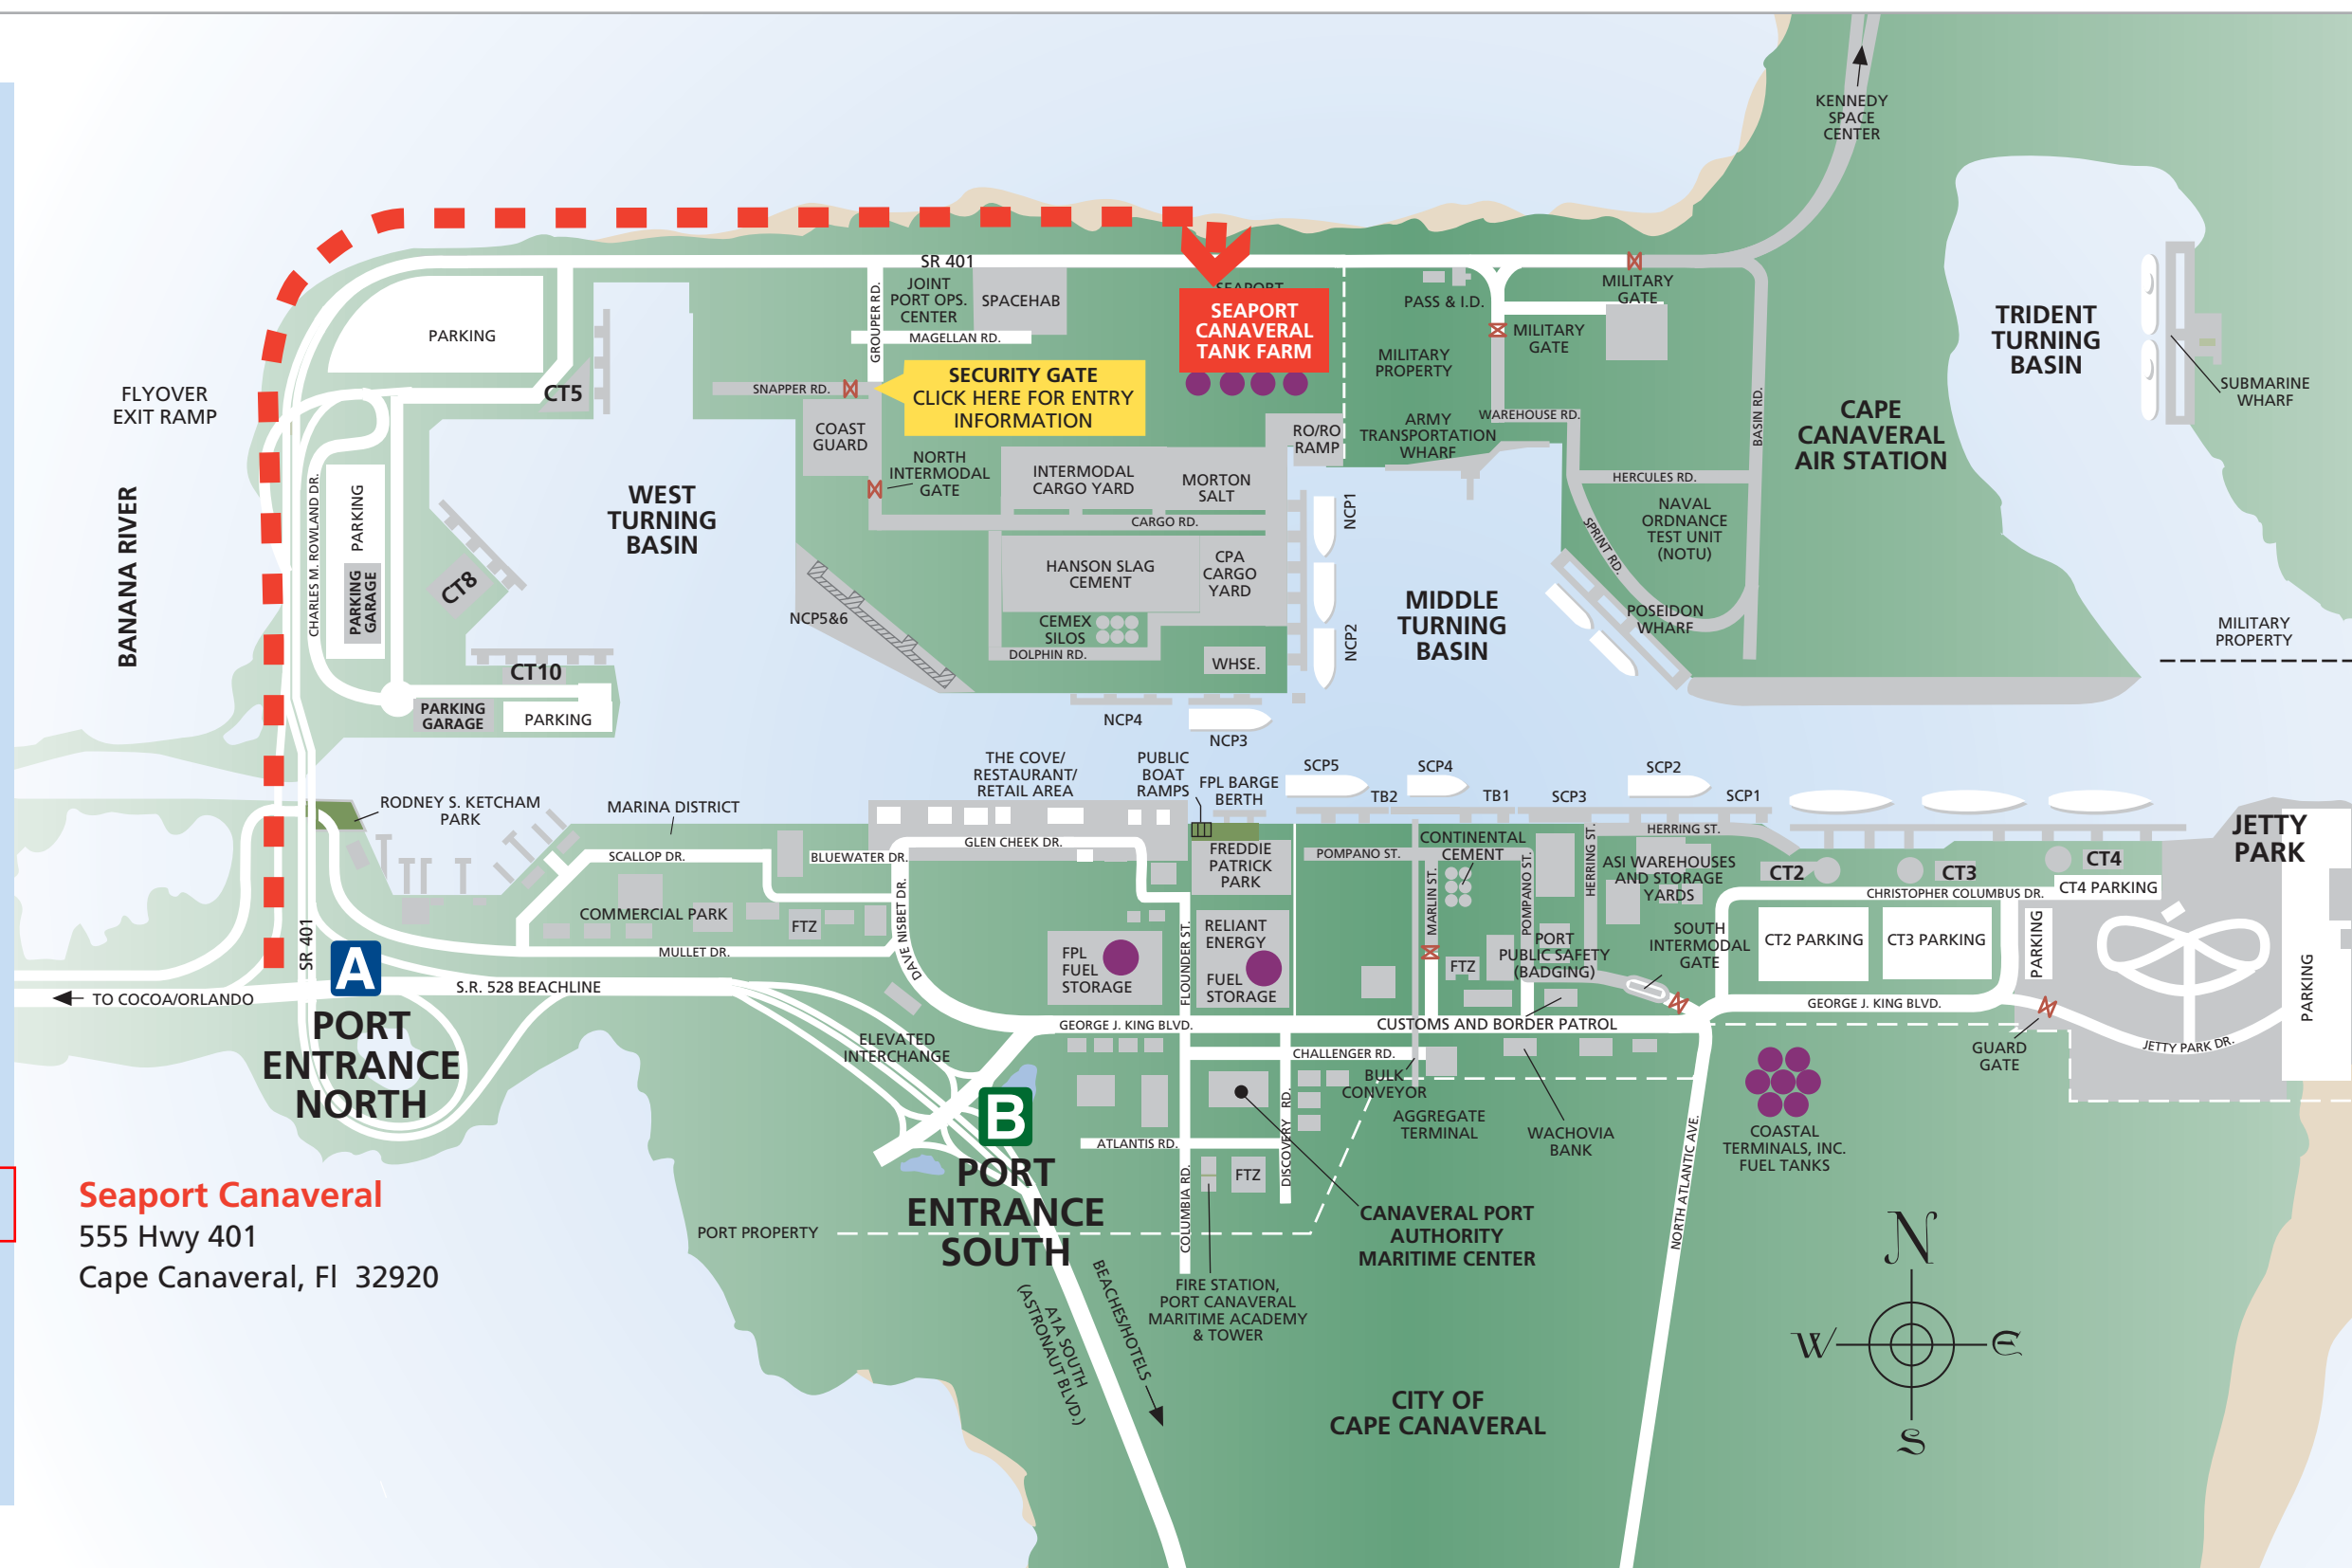 KENNEDY
SPACE
CENTER
SR 401
JOINT
PORT OPS.
CENTER
SPACEHAB
GROUPER RD.
MAGELLAN RD.
SEAPORT
CANAVERAL
TANK FARM
PASS & I.D.
MILITARY
GATE
MILITARY
GATE
MILITARY
PROPERTY
TRIDENT
TURNING
BASIN
SUBMARINE
WHARF
PARKING
FLYOVER
EXIT RAMP
CT5
SNAPPER RD.
SECURITY GATE
CLICK HERE FOR ENTRY
INFORMATION
COAST
GUARD
NORTH
INTERMODAL
GATE
INTERMODAL
CARGO YARD
MORTON
SALT
RO/RO
RAMP
ARMY
TRANSPORTATION
WHARF
WAREHOUSE RD.
BASIN RD.
CAPE
CANAVERAL
AIR STATION
HERCULES RD.
NAVAL
ORDNANCE
TEST UNIT
(NOTU)
SPRINT RD.
POSEIDON
WHARF
BANANA RIVER
CHARLES M. ROWLAND DR.
PARKING
PARKING
GARAGE
CT8
WEST
TURNING
BASIN
CARGO RD.
NCP1
HANSON SLAG
CEMENT
CPA
CARGO
YARD
NCP5&6
CEMEX
SILOS
DOLPHIN RD.
WHSE.
NCP2
MIDDLE
TURNING
BASIN
MILITARY
PROPERTY
CT10
PARKING
GARAGE
PARKING
NCP4
NCP3
THE COVE/
RESTAURANT/
RETAIL AREA
PUBLIC
BOAT
RAMPS
FPL BARGE
BERTH
SCP5
SCP4
SCP2
TB2
TB1
SCP3
SCP1
RODNEY S. KETCHAM
PARK
MARINA DISTRICT
SCALLOP DR.
BLUEWATER DR.
GLEN CHEEK DR.
FREDDIE
PATRICK
PARK
POMPANO ST.
CONTINENTAL
CEMENT
HERRING ST.
HERRING ST.
JETTY
PARK
MARLIN ST.
POMPANO ST.
ASI WAREHOUSES
AND STORAGE
YARDS
CT2
CT3
CT4
CHRISTOPHER COLUMBUS DR.
CT4 PARKING
COMMERCIAL PARK
FTZ
DAVE NISBET DR.
MULLET DR.
FPL
FUEL
STORAGE
FLOUNDER ST.
RELIANT
ENERGY
FUEL
STORAGE
FTZ
PORT
PUBLIC SAFETY
(BADGING)
SOUTH
INTERMODAL
GATE
CT2 PARKING
CT3 PARKING
PARKING
PARKING
SR 401
A
TO COCOA/ORLANDO
S.R. 528 BEACHLINE
PORT
ENTRANCE
NORTH
ELEVATED
INTERCHANGE
GEORGE J. KING BLVD.
CUSTOMS AND BORDER PATROL
GEORGE J. KING BLVD.
GUARD
GATE
JETTY PARK DR.
CHALLENGER RD.
BULK
CONVEYOR
AGGREGATE
TERMINAL
WACHOVIA
BANK
COASTAL
TERMINALS, INC.
FUEL TANKS
B
PORT
ENTRANCE
SOUTH
ATLANTIS RD.
DISCOVERY RD.
COLUMBIA RD.
FTZ
NORTH ATLANTIC AVE.
CANAVERAL PORT
AUTHORITY
MARITIME CENTER
PORT PROPERTY
Seaport Canaveral
555 Hwy 401
Cape Canaveral, Fl 32920
BEACHES/HOTELS
A1A SOUTH
(ASTRONAUT BLVD.)
FIRE STATION,
PORT CANAVERAL
MARITIME ACADEMY
& TOWER
CITY OF
CAPE CANAVERAL
N
W
E
S